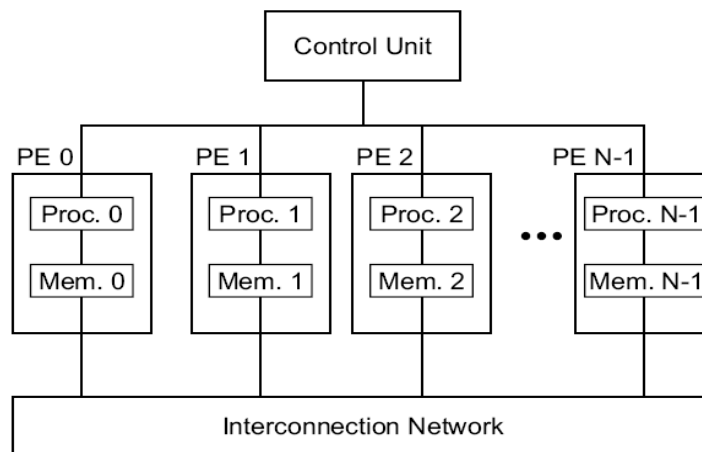 Control Unit
PE 0 PE 1 PE 2 PE N-1
Proc. 0 Proc. 1 Proc. 2 Proc. N-1
Mem. 0 Mem. 1 Mem. 2 Mem. N-1
Interconnection Network